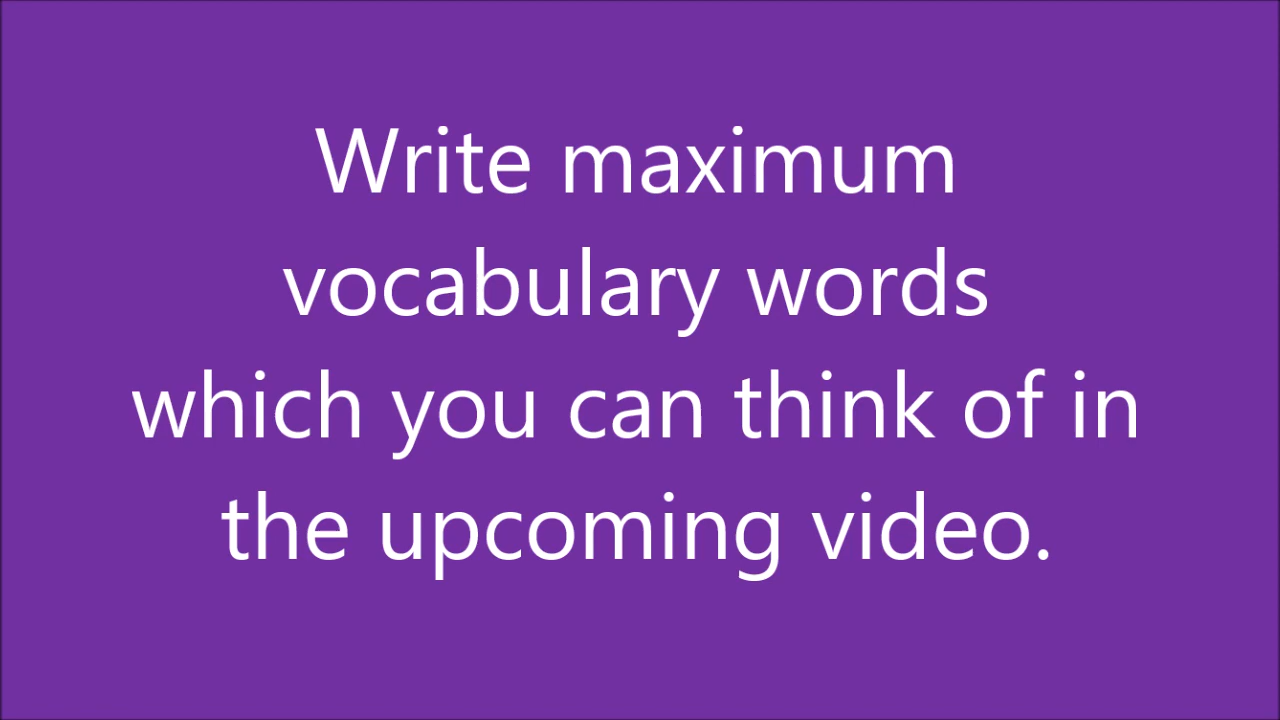 Write maximum
vocabulary words
which you can think of in
the upcoming video.